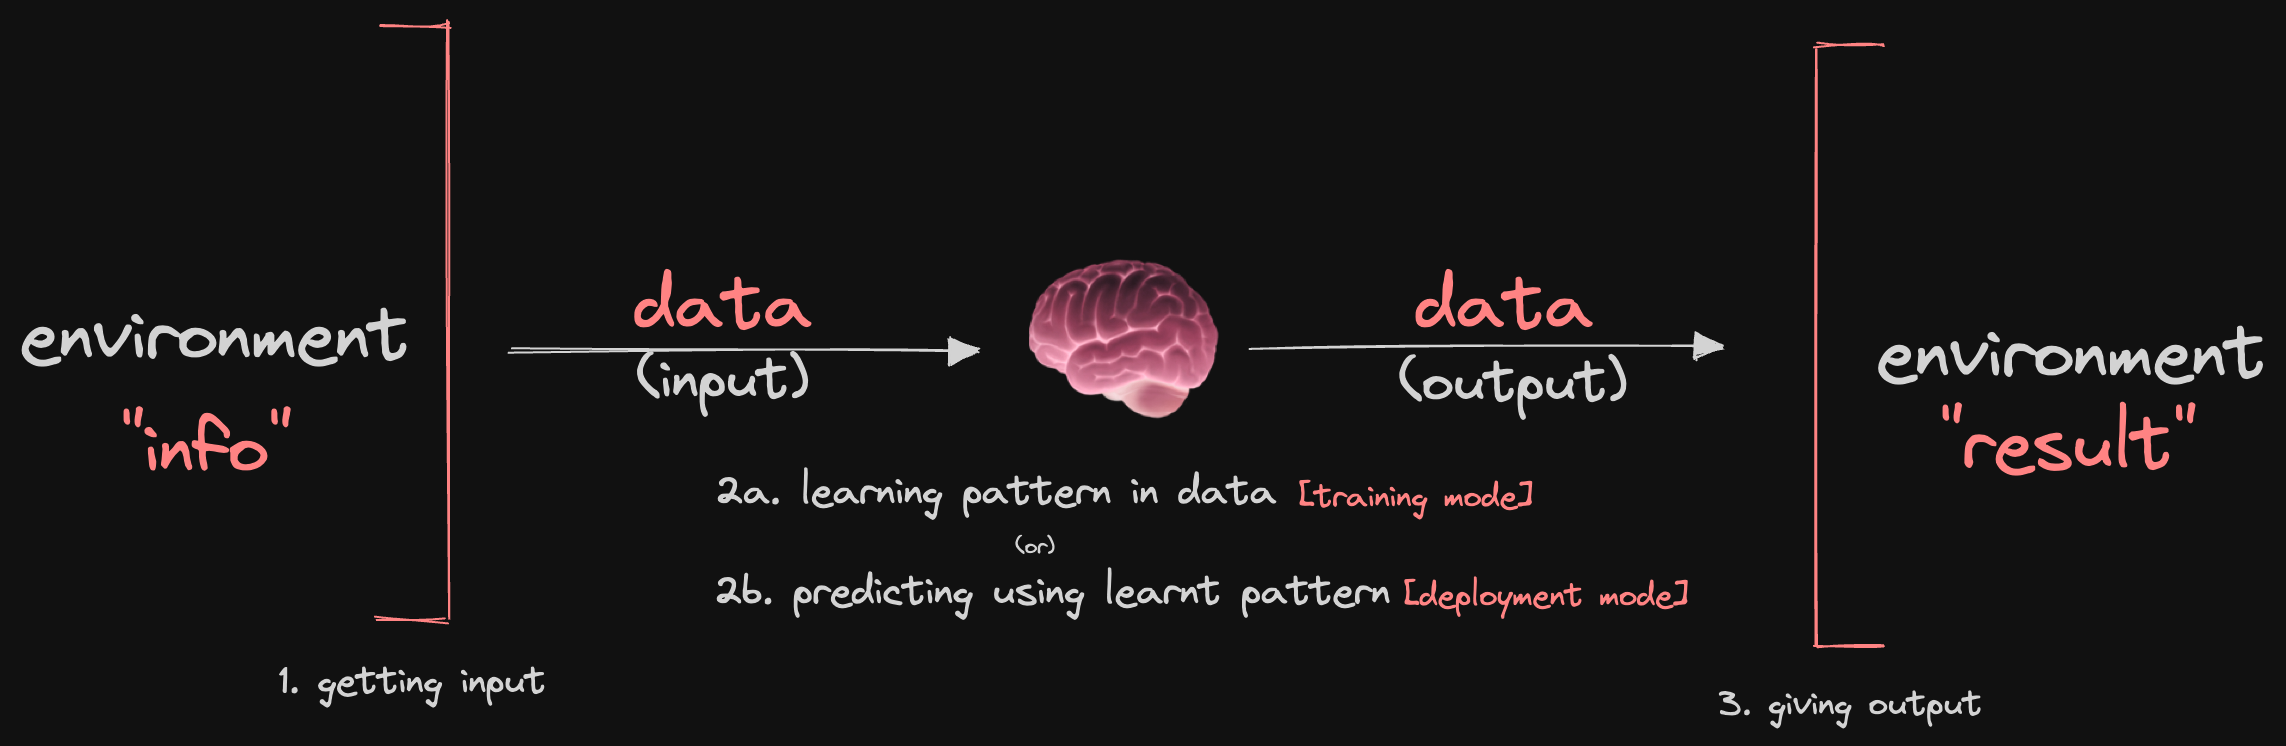 environment
"info"
1. getting input
data
(input)
data
(output)
2a. learning pattern in data [training mode]
(or)
2b. predicting using learnt pattern [deployment mode]
environment
"result"
3. giving output